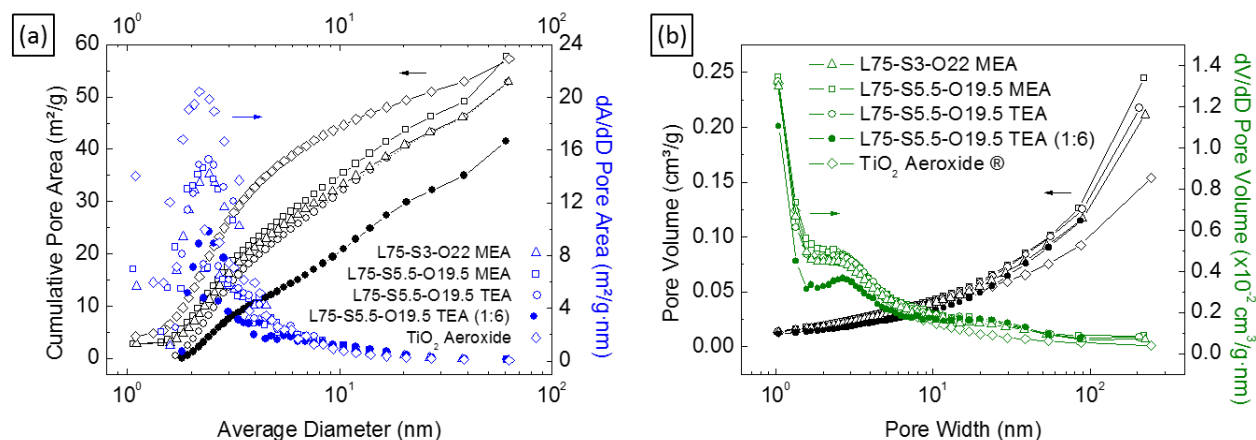 (a)
10⁰ 10¹ 10²
60
50
40
30
20
10
0
Cumulative Pore Area (m²/g)
24
20
16
12
8
4
0
dA/dD Pore Area (m²/g·nm)
L75-S3-O22 MEA
L75-S5.5-O19.5 MEA
L75-S5.5-O19.5 TEA
L75-S5.5-O19.5 TEA (1:6)
TiO₂ Aeroxide
10⁰ 10¹ 10²
Average Diameter (nm)
(b)
0.25
0.20
0.15
0.10
0.05
0.00
Pore Volume (cm³/g)
L75-S3-O22 MEA
L75-S5.5-O19.5 MEA
L75-S5.5-O19.5 TEA
L75-S5.5-O19.5 TEA (1:6)
TiO₂ Aeroxide ®
1.4
1.2
1.0
0.8
0.6
0.4
0.2
0.0
dV/dD Pore Volume (x10⁻² cm³/g·nm)
10⁰ 10¹ 10²
Pore Width (nm)